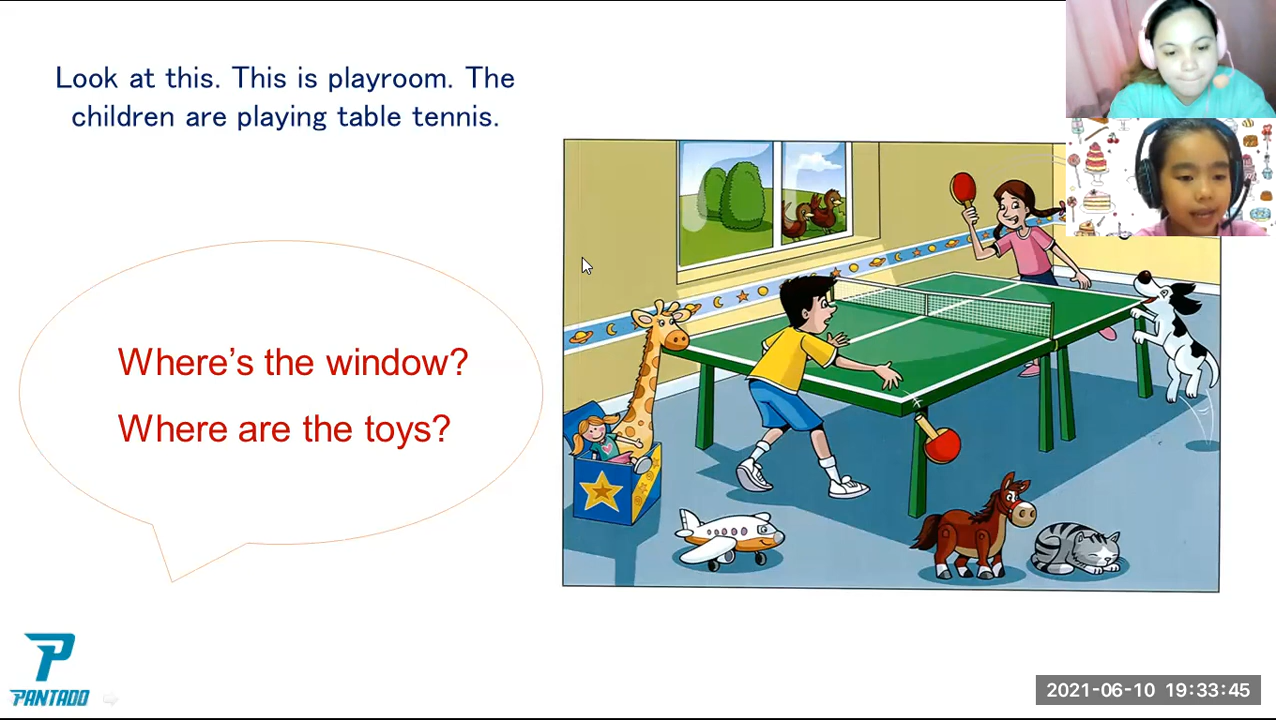 Look at this. This is playroom. The
children are playing table tennis.
Where's the window?
Where are the toys?
PANTADO
2021-06-10 19:33:45